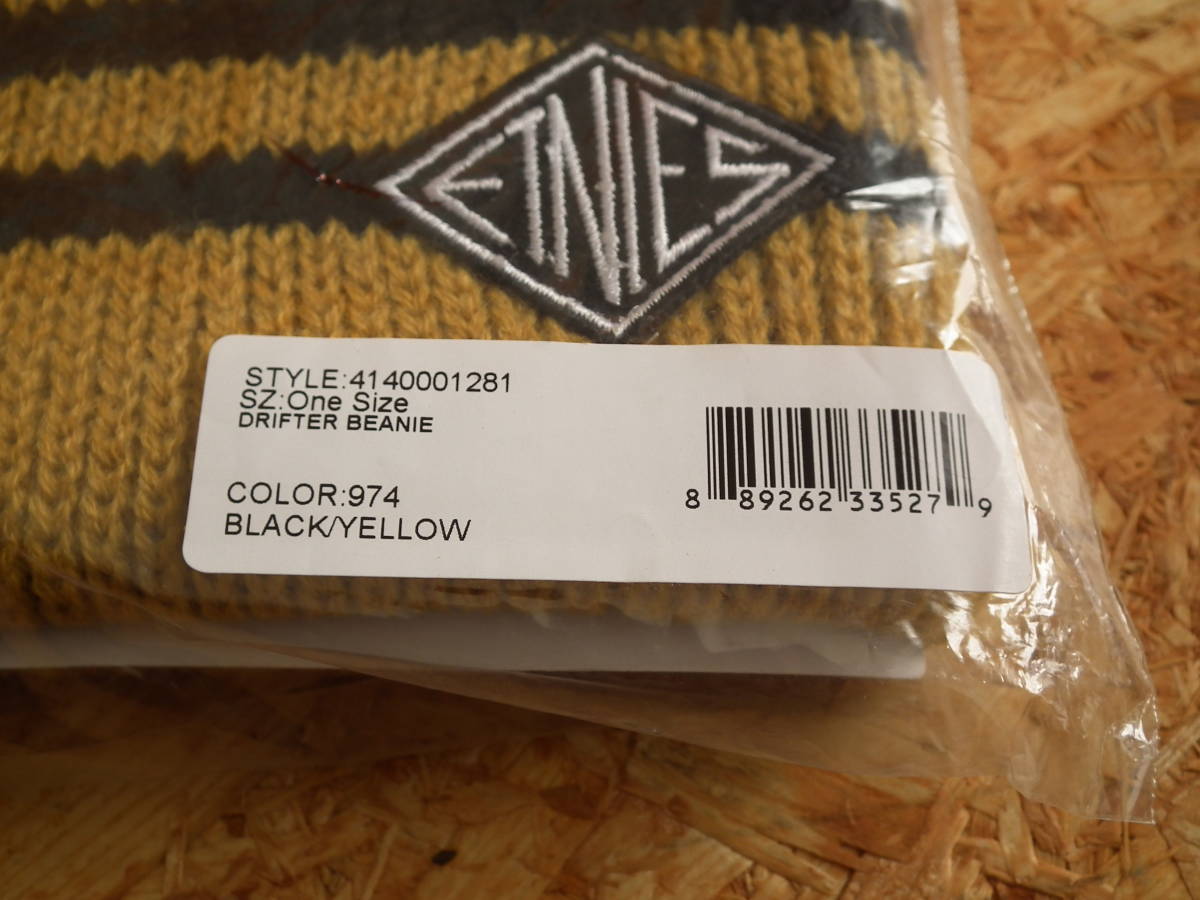 ETNIES
STYLE:4140001281
SZ:One Size
DRIFTER BEANIE
COLOR:974
BLACK/YELLOW
8 89262 33527 9